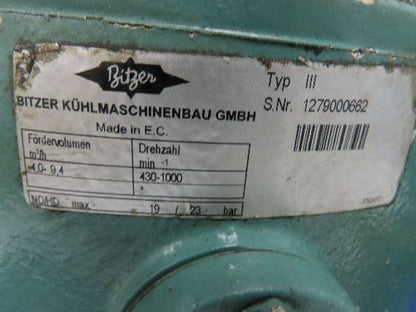 Bitzer
BITZER KÜHLMASCHINENBAU GMBH
Made in E.C.
Typ III
S.Nr. 1279000662
Fördervolumen Drehzahl
m³/h min -1
4,0- 9,4 430-1000
ND/HD max. 19 / 23 bar